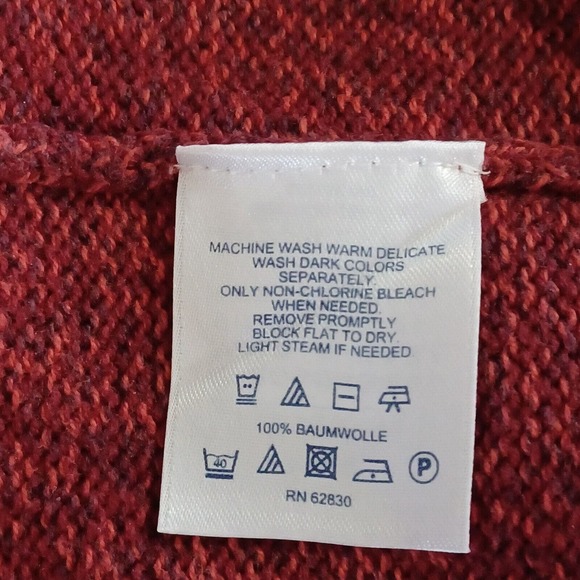 MACHINE WASH WARM DELICATE
WASH DARK COLORS
SEPARATELY.
ONLY NON-CHLORINE BLEACH
WHEN NEEDED.
REMOVE PROMPTLY
BLOCK FLAT TO DRY.
LIGHT STEAM IF NEEDED
100% BAUMWOLLE
40 P
RN 62830